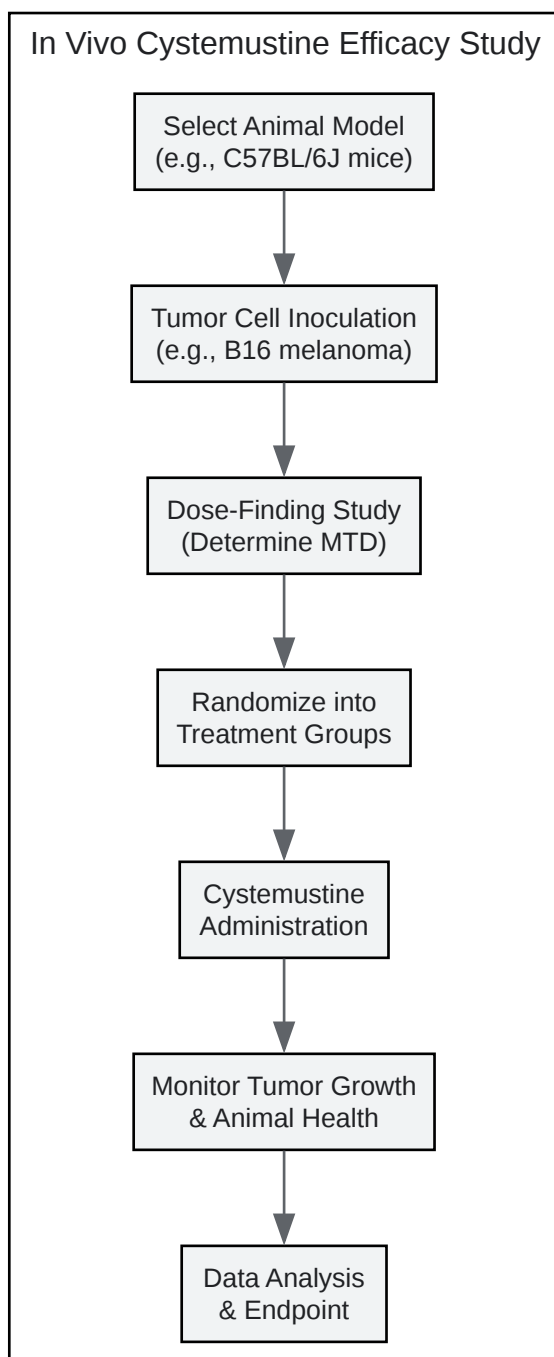 In Vivo Cystemustine Efficacy Study
Select Animal Model
(e.g., C57BL/6J mice)
Tumor Cell Inoculation
(e.g., B16 melanoma)
Dose-Finding Study
(Determine MTD)
Randomize into
Treatment Groups
Cystemustine
Administration
Monitor Tumor Growth
& Animal Health
Data Analysis
& Endpoint